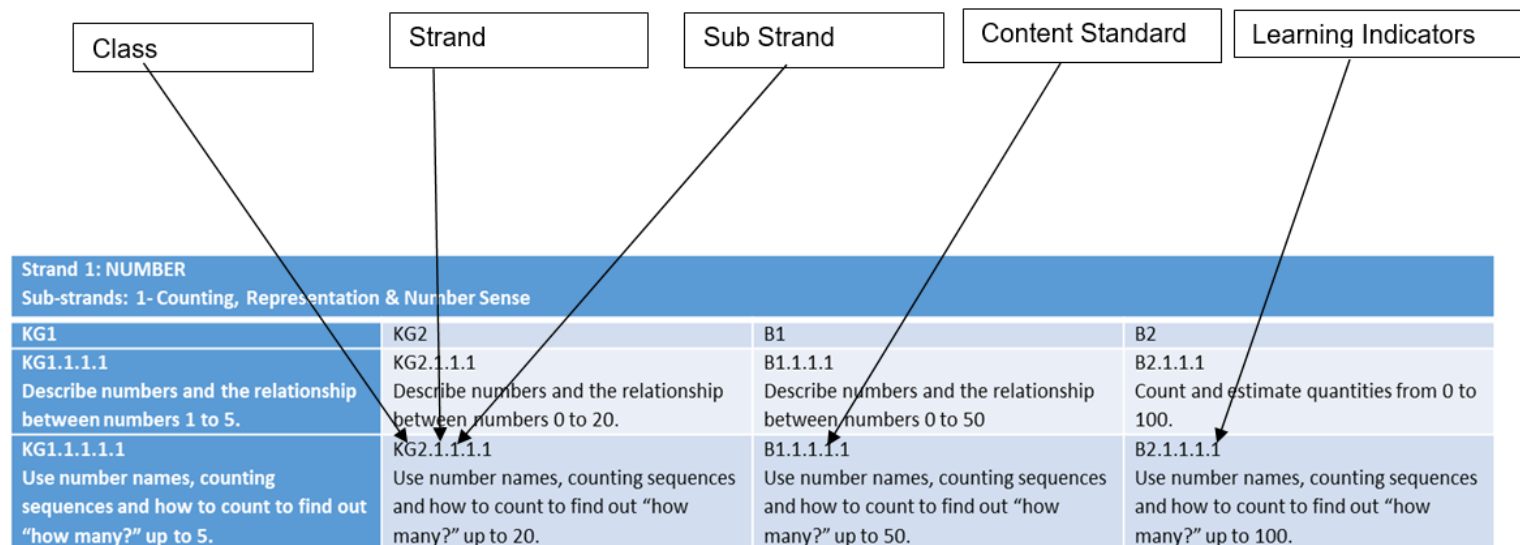 Class
Strand
Sub Strand
Content Standard
Learning Indicators
Strand 1: NUMBER
Sub-strands: 1- Counting, Representation & Number Sense
KG1
KG2
B1
B2
KG1.1.1.1
Describe numbers and the relationship
between numbers 1 to 5.
KG2.1.1.1
Describe numbers and the relationship
between numbers 0 to 20.
B1.1.1.1
Describe numbers and the relationship
between numbers 0 to 50
B2.1.1.1
Count and estimate quantities from 0 to
100.
KG1.1.1.1.1
Use number names, counting
sequences and how to count to find out
“how many?” up to 5.
KG2.1.1.1.1
Use number names, counting sequences
and how to count to find out “how
many?” up to 20.
B1.1.1.1.1
Use number names, counting sequences
and how to count to find out “how
many?” up to 50.
B2.1.1.1.1
Use number names, counting sequences
and how to count to find out “how
many?” up to 100.